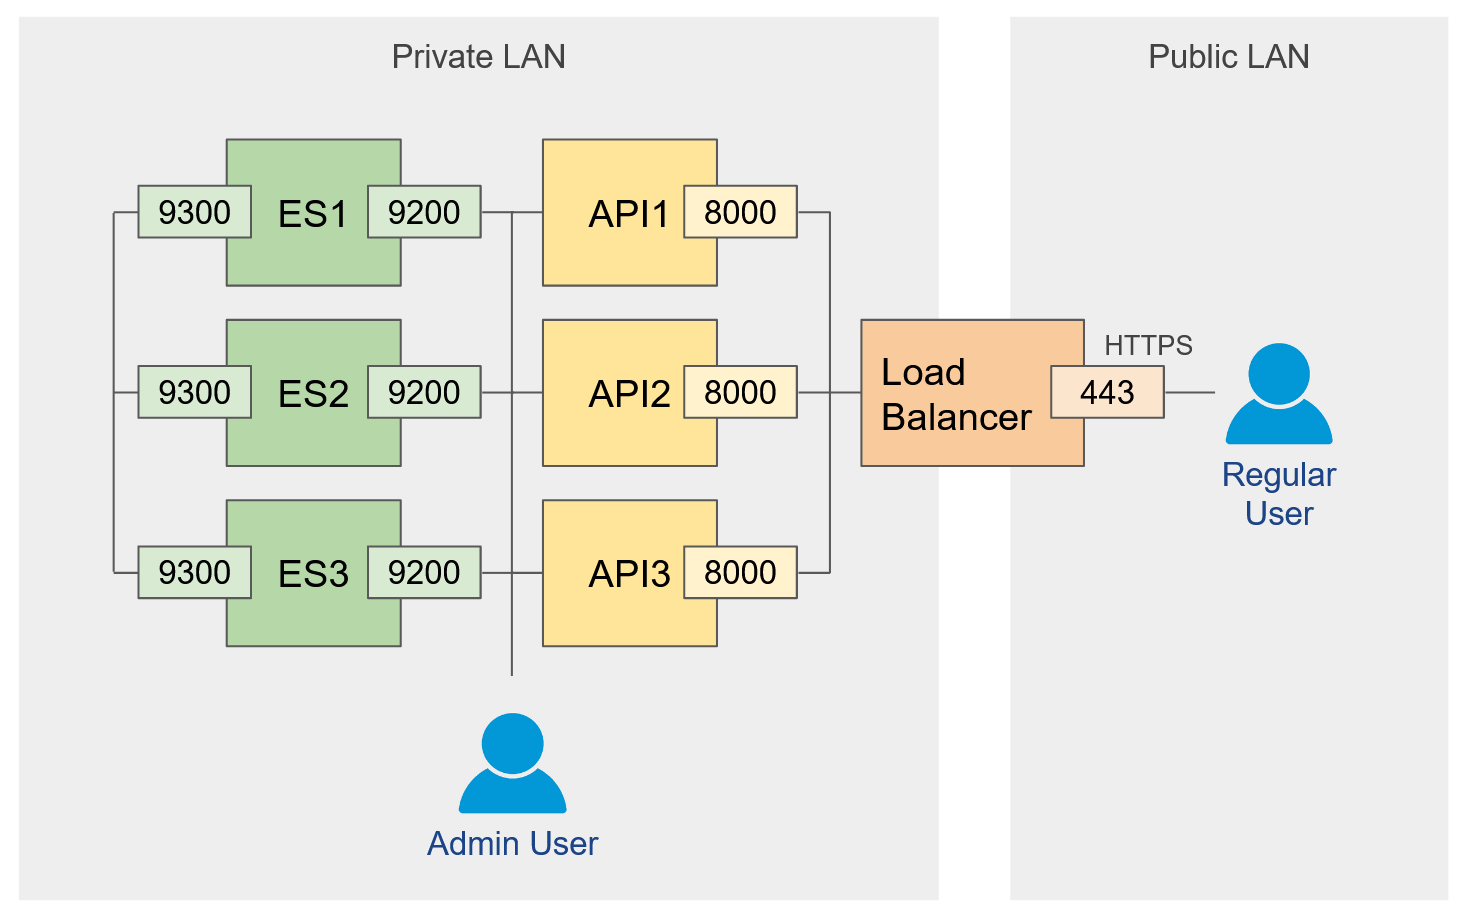 Private LAN
Public LAN
9300
ES1
9200
API1
8000
9300
ES2
9200
API2
8000
Load
Balancer
HTTPS
443
Regular
User
9300
ES3
9200
API3
8000
Admin User